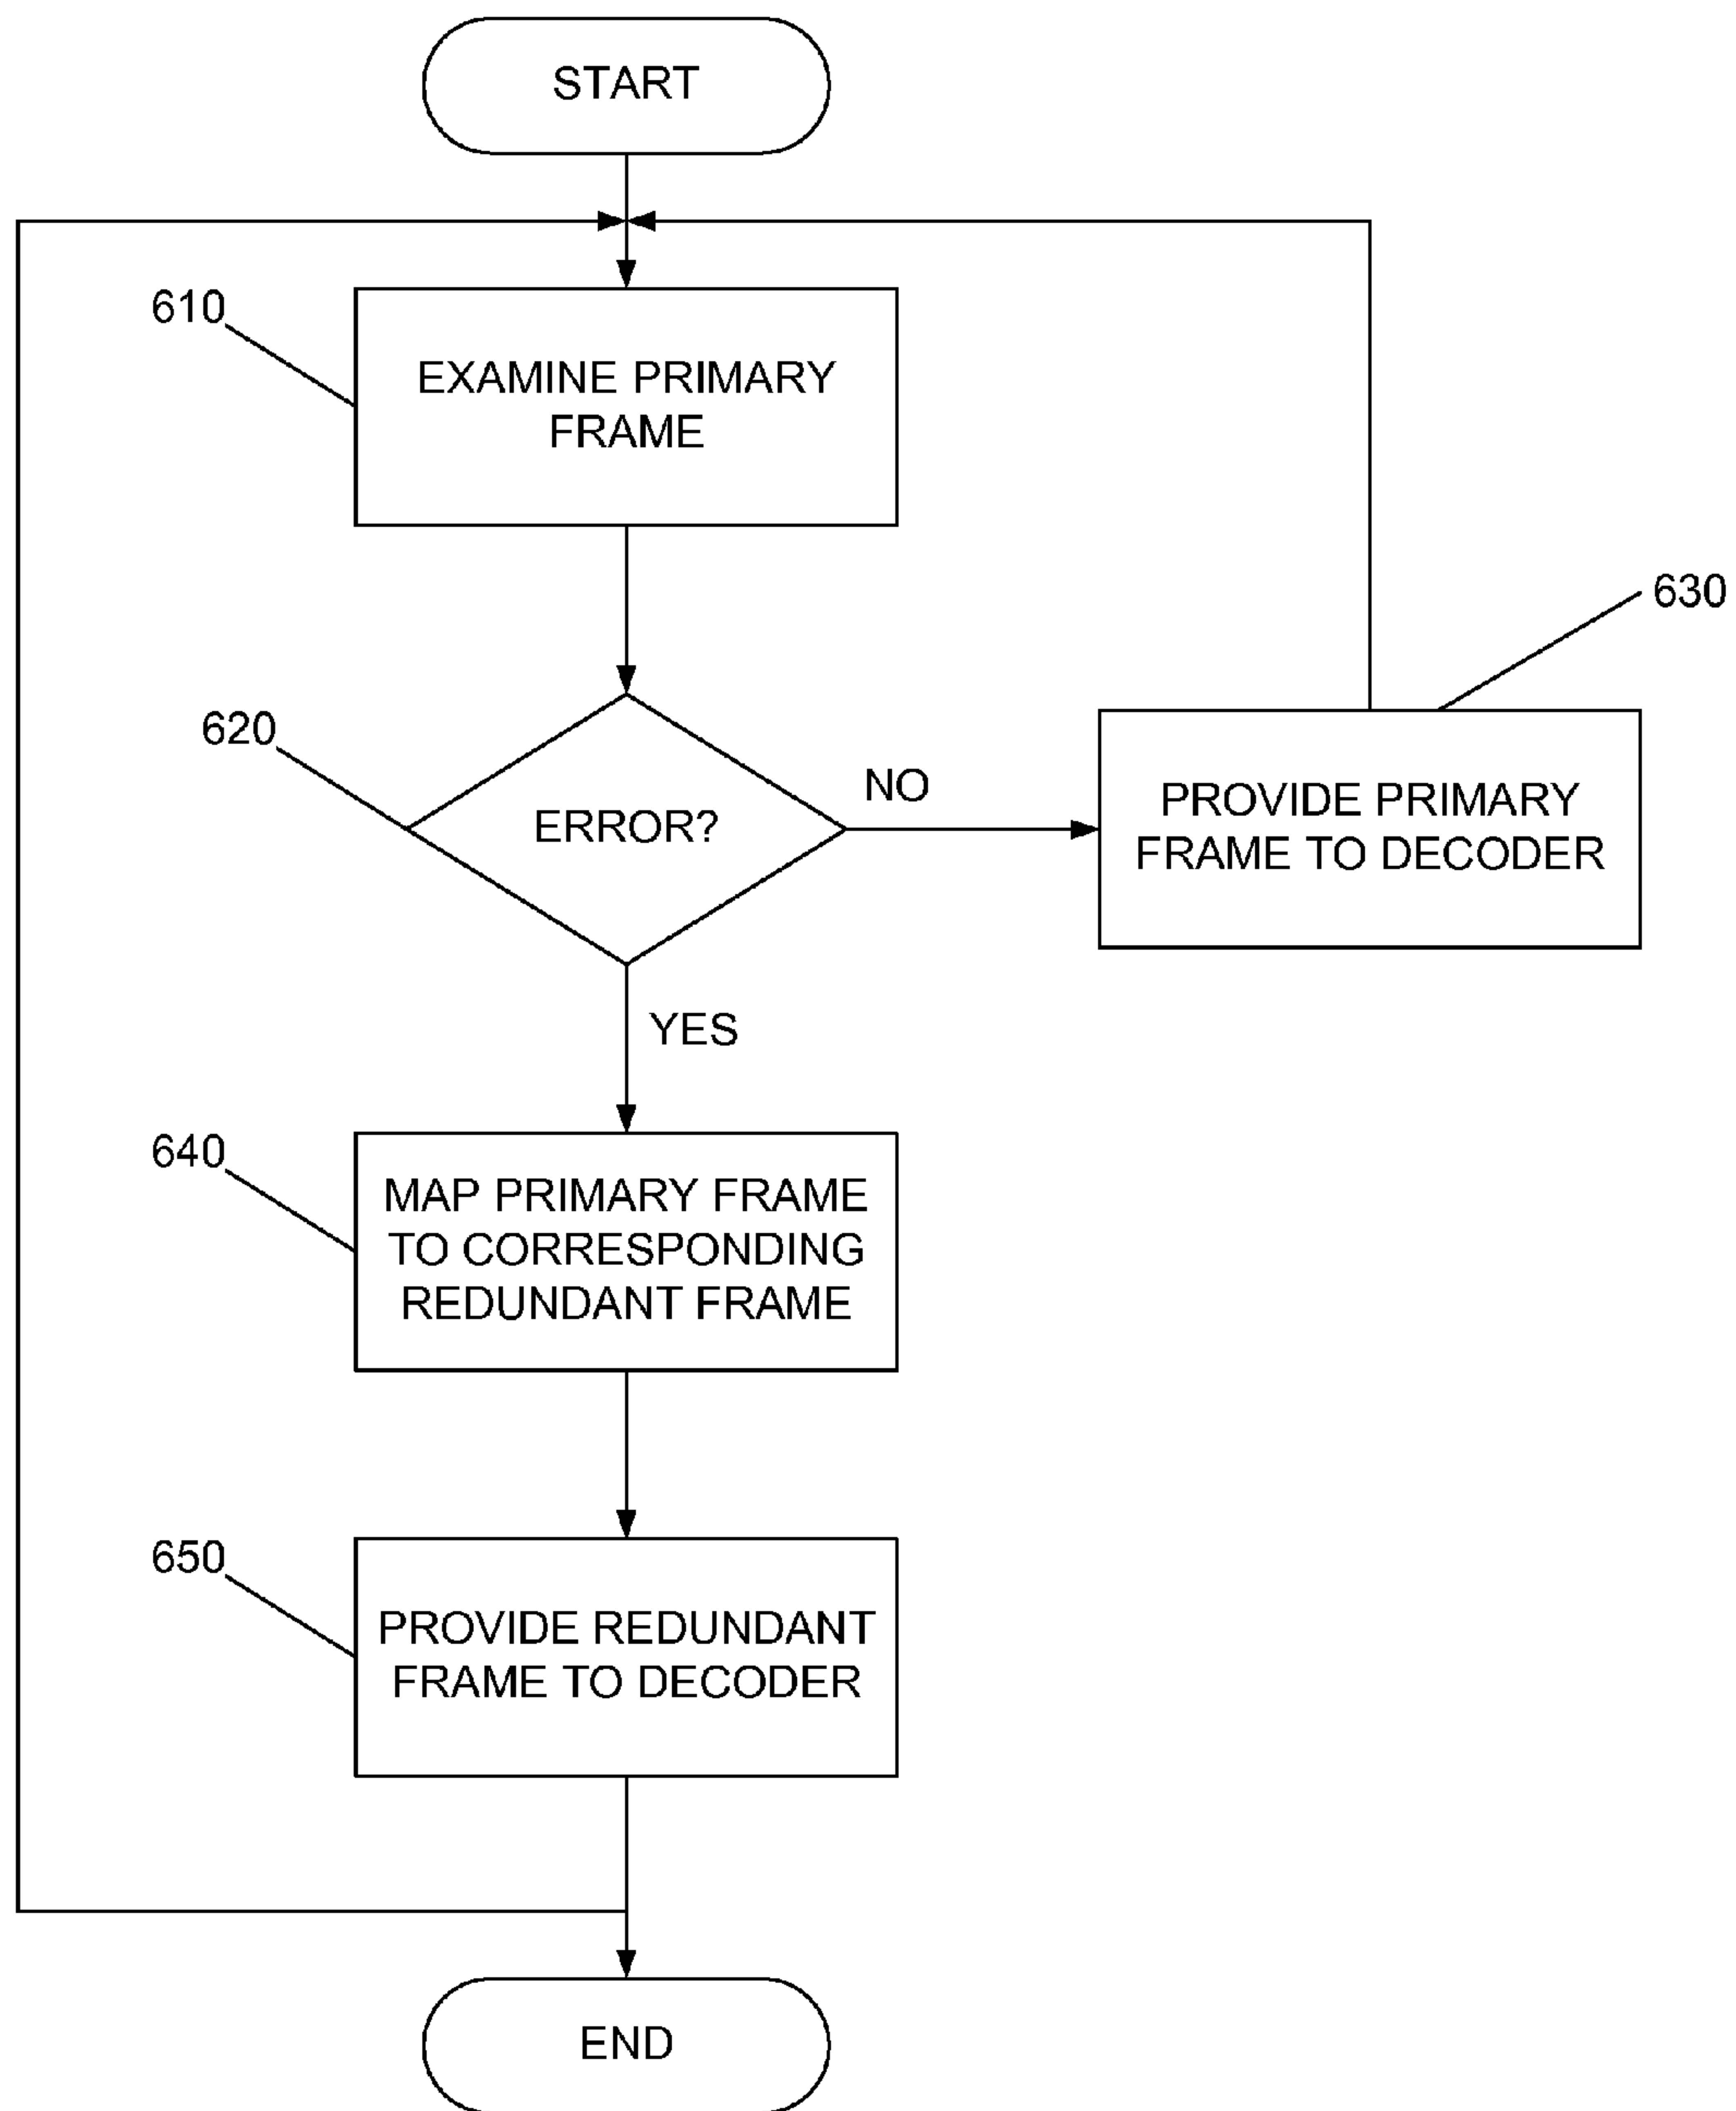 START
610
EXAMINE PRIMARY
FRAME
630
620
ERROR?
NO
PROVIDE PRIMARY
FRAME TO DECODER
YES
640
MAP PRIMARY FRAME
TO CORRESPONDING
REDUNDANT FRAME
650
PROVIDE REDUNDANT
FRAME TO DECODER
END